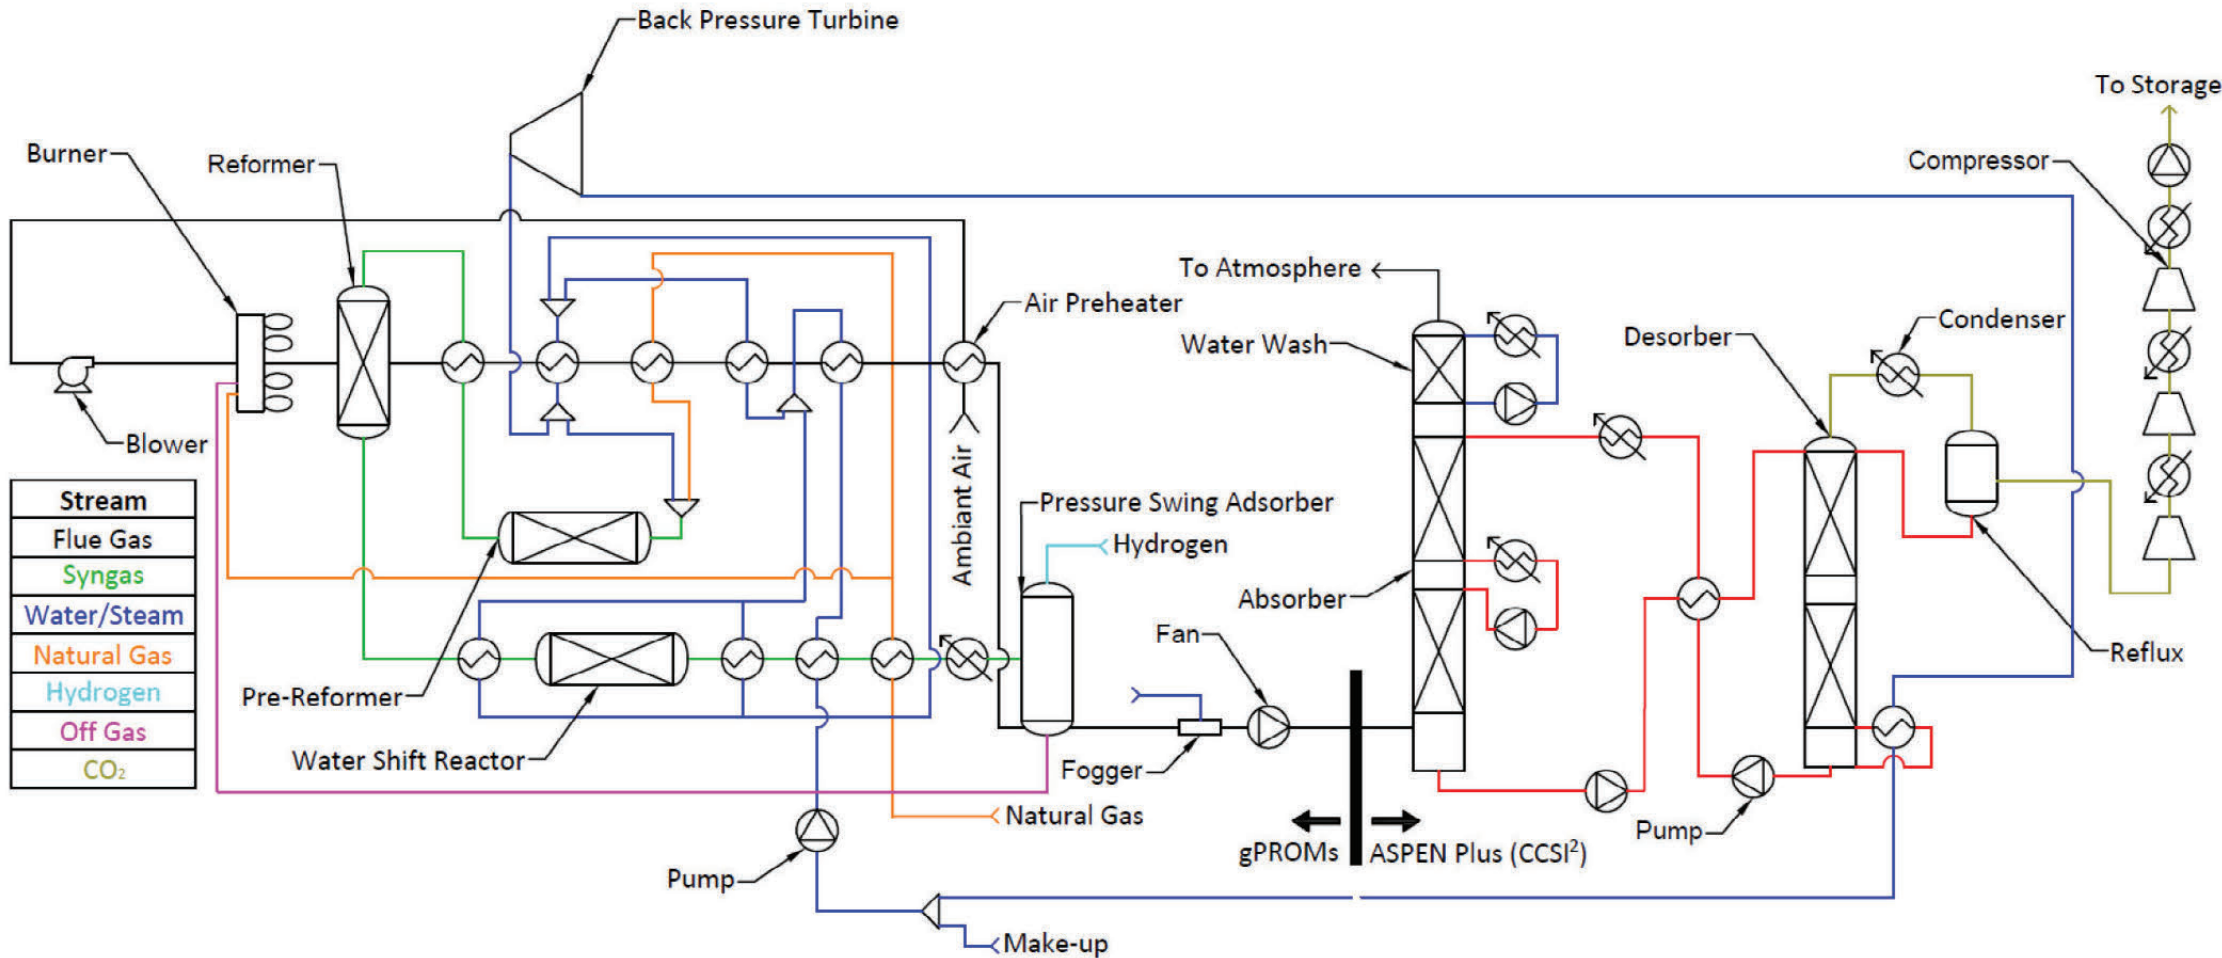 Back Pressure Turbine
To Storage
Burner
Reformer
Compressor
To Atmosphere
Air Preheater
Water Wash
Desorber
Condenser
Blower
Ambiant Air
Pressure Swing Adsorber
Hydrogen
Absorber
Fan
Reflux
Stream
Flue Gas
Syngas
Water/Steam
Natural Gas
Hydrogen
Off Gas
CO₂
Pre-Reformer
Water Shift Reactor
Fogger
Natural Gas
Pump
gPROMs
ASPEN Plus (CCSI²)
Pump
Make-up